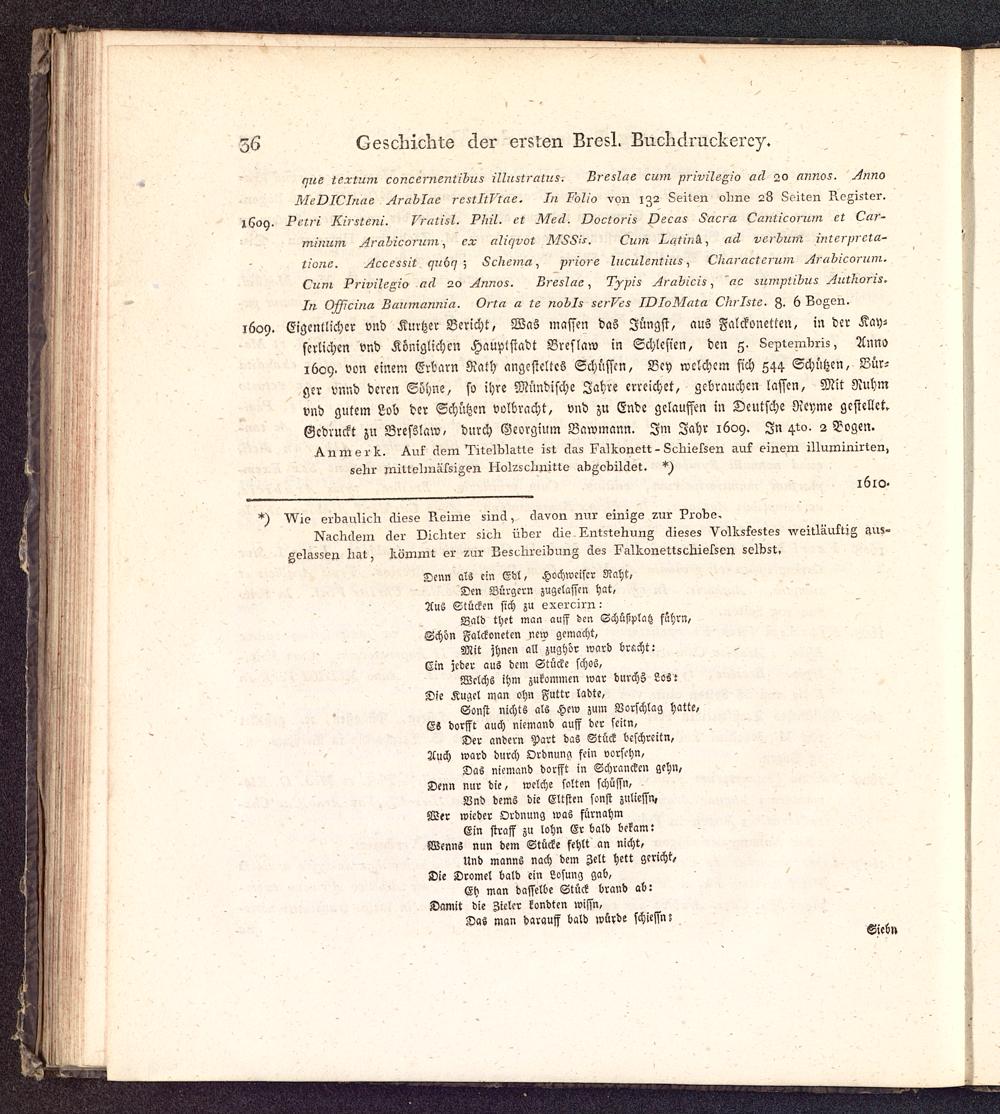 36 Geschichte der ersten Bresl. Buchdruckerey.
que textum concernentibus illustratus. Breslae cum privilegio ad 20 annos. Anno
MeDICInae ArabIae restItVtae. In Folio von 132 Seiten ohne 28 Seiten Register.
1609. Petri Kirsteni. Vratisl. Phil. et Med. Doctoris Decas Sacra Canticorum et Car-
minum Arabicorum, ex aliqvot MSSis. Cum Latinâ, ad verbum interpreta-
tione. Accessit quóq; Schema, priore luculentius, Characterum Arabicorum.
Cum Privilegio ad 20 Annos. Breslae, Typis Arabicis, ac sumptibus Authoris.
In Officina Baumannia. Orta a te nobIs serVes IDIoMata ChrIste. 8. 6 Bogen.
1609. Eigentlicher vnd Kurtzer Bericht, Was massen das Jüngst, aus Falckonetten, in der Kay-
serlichen vnd Königlichen Hauptstadt Breslaw in Schlesien, den 5. Septembris, Anno
1609. von einem Erbarn Rath angesteltes Schüssen, Bey welchem sich 544 Schützen, Bür-
ger vnnd deren Söhne, so ihre Mündische Jahre erreichet, gebrauchen lassen, Mit Ruhm
vnd gutem Lob der Schützen volbracht, vnd zu Ende gelauffen in Deutsche Reyme gestellet.
Gedruckt zu Bresslaw, durch Georgium Bawmann. Im Jahr 1609. In 4to. 2 Bogen.
Anmerk. Auf dem Titelblatte ist das Falkonett-Schiefsen auf einem illuminirten,
sehr mittelmäfsigen Holzschnitte abgebildet. *)
1610.
*) Wie erbaulich diese Reime sind, davon nur einige zur Probe.
Nachdem der Dichter sich über die Entstehung dieses Volksfestes weitläuftig aus-
gelassen hat, kömmt er zur Beschreibung des Falkonettschiefsen selbst.
Denn als ein Edl, Hochweiser Raht,
Den Bürgern zugelassen hat,
Aus Stücken sich zu exercirn:
Bald thet man auff den Schüßplatz führn,
Schön Falckoneten new gemacht,
Mit jhnen all zughör ward bracht:
Ein jeder aus dem Stücke schos,
Welchs ihm zukommen war durchs Los:
Die Kugel man ohn Futtr ladte,
Sonst nichts als Hew zum Vorschlag hatte,
Es dorfft auch niemand auff der seitn,
Der andern Part das Stück beschreitn,
Auch ward durch Ordnung fein vorsehn,
Das niemand dorfft in Schrancken gehn,
Denn nur die, welche solten schüssn,
Vnd dems die Eltsten sonst zuliessn,
Wer wieder Ordnung was fürnahm
Ein straff zu lohn Er bald bekam:
Wenns nun dem Stücke fehlt an nicht,
Und manns nach dem Zelt hett gericht,
Die Dromel bald ein Losung gab,
Eh man dasselbe Stück brand ab:
Damit die Zieler kondten wissn,
Das man darauff bald würde schiessn:
Siebn